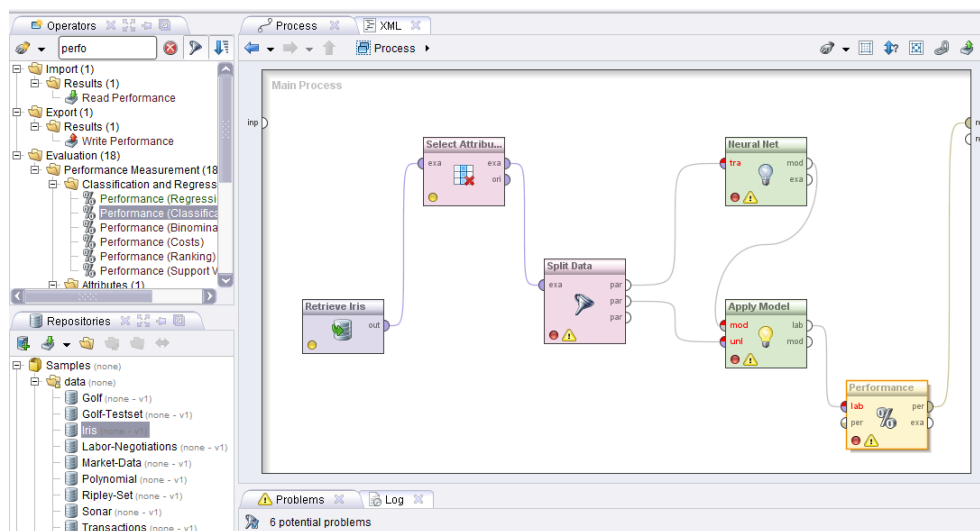 Operators
perfo
Import (1)
Results (1)
Read Performance
Export (1)
Results (1)
Write Performance
Evaluation (18)
Performance Measurement (18
Classification and Regress
Performance (Regressi
Performance (Classifica
Performance (Binomina
Performance (Costs)
Performance (Ranking)
Performance (Support V
Attributes (1)
Repositories
Samples (none)
data (none)
Golf (none - v1)
Golf-Testset (none - v1)
Iris (none - v1)
Labor-Negotiations (none - v1)
Market-Data (none - v1)
Polynomial (none - v1)
Ripley-Set (none - v1)
Sonar (none - v1)
Transactions (none - v1)
Process
XML
Process
Main Process
inp
Retrieve Iris
out
Select Attribu...
exa
exa
ori
Split Data
exa
par
par
par
Neural Net
tra
mod
exa
Apply Model
mod
lab
unl
mod
Performance
lab
per
per
exa
Problems
Log
6 potential problems